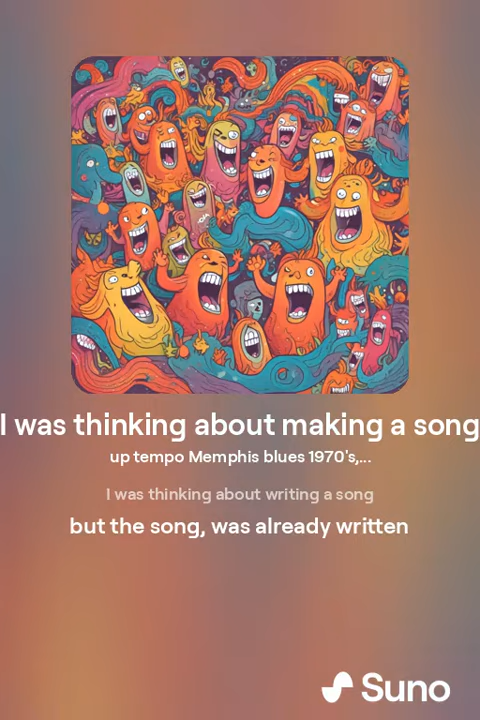 I was thinking about making a song
up tempo Memphis blues 1970's,...
I was thinking about writing a song
but the song, was already written
Suno